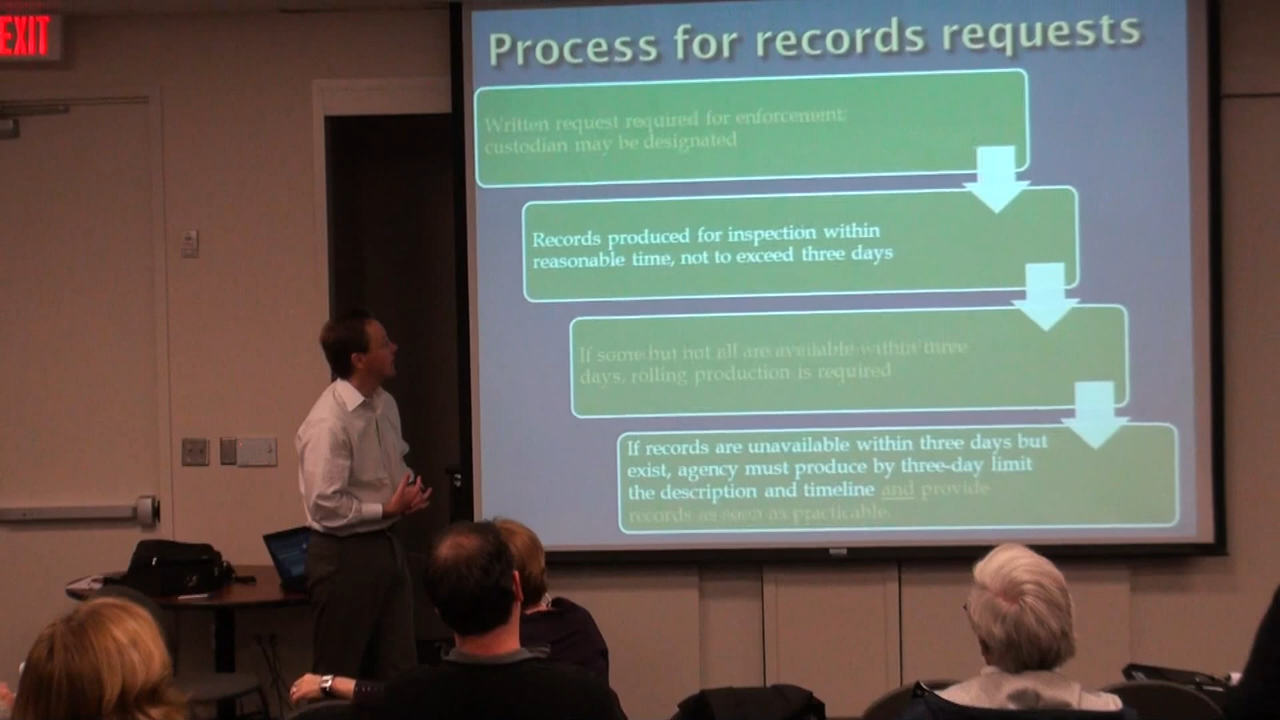 EXIT
Process for records requests
Written request required for enforcement;
custodian may be designated
Records produced for inspection within
reasonable time, not to exceed three days
If some but not all are available within three
days, rolling production is required
If records are unavailable within three days but
exist, agency must produce by three-day limit
the description and timeline and provide
records as soon as practicable.